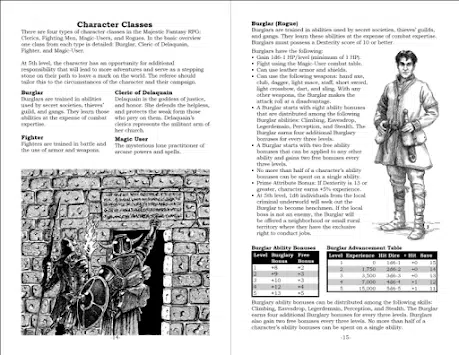 Character Classes
There are four types of character classes in the Majestic Fantasy RPG:
Clerics, Fighting Men, Magic-Users, and Rogues. In the basic overview
one class from each type is detailed: Burglar, Cleric of Delaquain,
Fighter, and Magic-User.
At 5th level, the character has an opportunity for additional
responsibility that will lead to more adventures and serve as a stepping
stone on their path to leave a mark on the world. The referee should
tailor this to the circumstances of the character and their campaign.
Burglar
Burglars are trained in abilities
used by secret societies, thieves'
guild, and gangs. They learn these
abilities at the expense of combat
expertise.
Fighter
Fighters are trained in battle and
the use of armor and weapons.
Cleric of Delaquain
Delaquain is the goddess of justice,
and honor. She defends the helpless,
and protects the weak form those
who prey on them. Delaquain's
clerics represents the militant arm of
her church.
Magic User
The mysterious lone practitioner of
arcane powers and spells.
-14-
Burglar (Rogue)
Burglars are trained in abilities used by secret societies, thieves' guilds,
and gangs. They learn these abilities at the expense of combat expertise.
Burglars must possess a Dexterity score of 10 or better
Burglars have the following:
• Gain 1d6-1 HP/level (minimum of 1 HP).
• Fight using the Magic-User combat table.
• Can use leather armor and shields.
• Can use the following weapons: hand axe,
club, dagger, light mace, staff, short sword,
light crossbow, dart, and sling. With any
other weapons, the Burglar makes the
attack roll at a disadvantage.
• A Burglar starts with eight ability bonuses
that are distributed among the following
Burglar abilities: Climbing, Eavesdrop,
Legerdemain, Perception, and Stealth. The
Burglar earns four additional Burglary
bonuses for every three levels.
• A Burglar starts with two free ability
bonuses that can be applied to any other
ability and gains two free bonuses every
three levels.
• No more than half of a character's ability
bonuses can be spent on a single ability.
• Prime Attribute Bonus: If Dexterity is 13 or
greater, character earns +5% experience.
• At 5th level, 1d6 individuals from the local
criminal underworld will seek out the
Burglar to become henchmen. If the local
boss is not an enemy, the Burglar will
be offered a neighborhood or small rural
territory where they have the exclusive
right to conduct jobs.
Burglar Ability Bonuses
Level Burglary Bonus Free Bonus
1 +8 +2
2 +9 +3
3 +10 +3
4 +12 +4
5 +13 +5
Burglar Advancement Table
Level Experience Hit Dice + Hit Save
1 0 1d6-1 +0 15
2 1,750 2d6-2 +0 14
3 3,500 3d6-3 +0 13
4 7,000 4d6-4 +1 12
5 15,000 5d6-5 +1 11
Burglary ability bonuses can be distributed among the following skills:
Climbing, Eavesdrop, Legerdemain, Perception, and Stealth. The Burglar
earns four additional Burglary bonuses for every three levels. Burglars
also gain two free bonuses every three levels. No more than half of a
character's ability bonuses can be spent on a single ability.
-15-